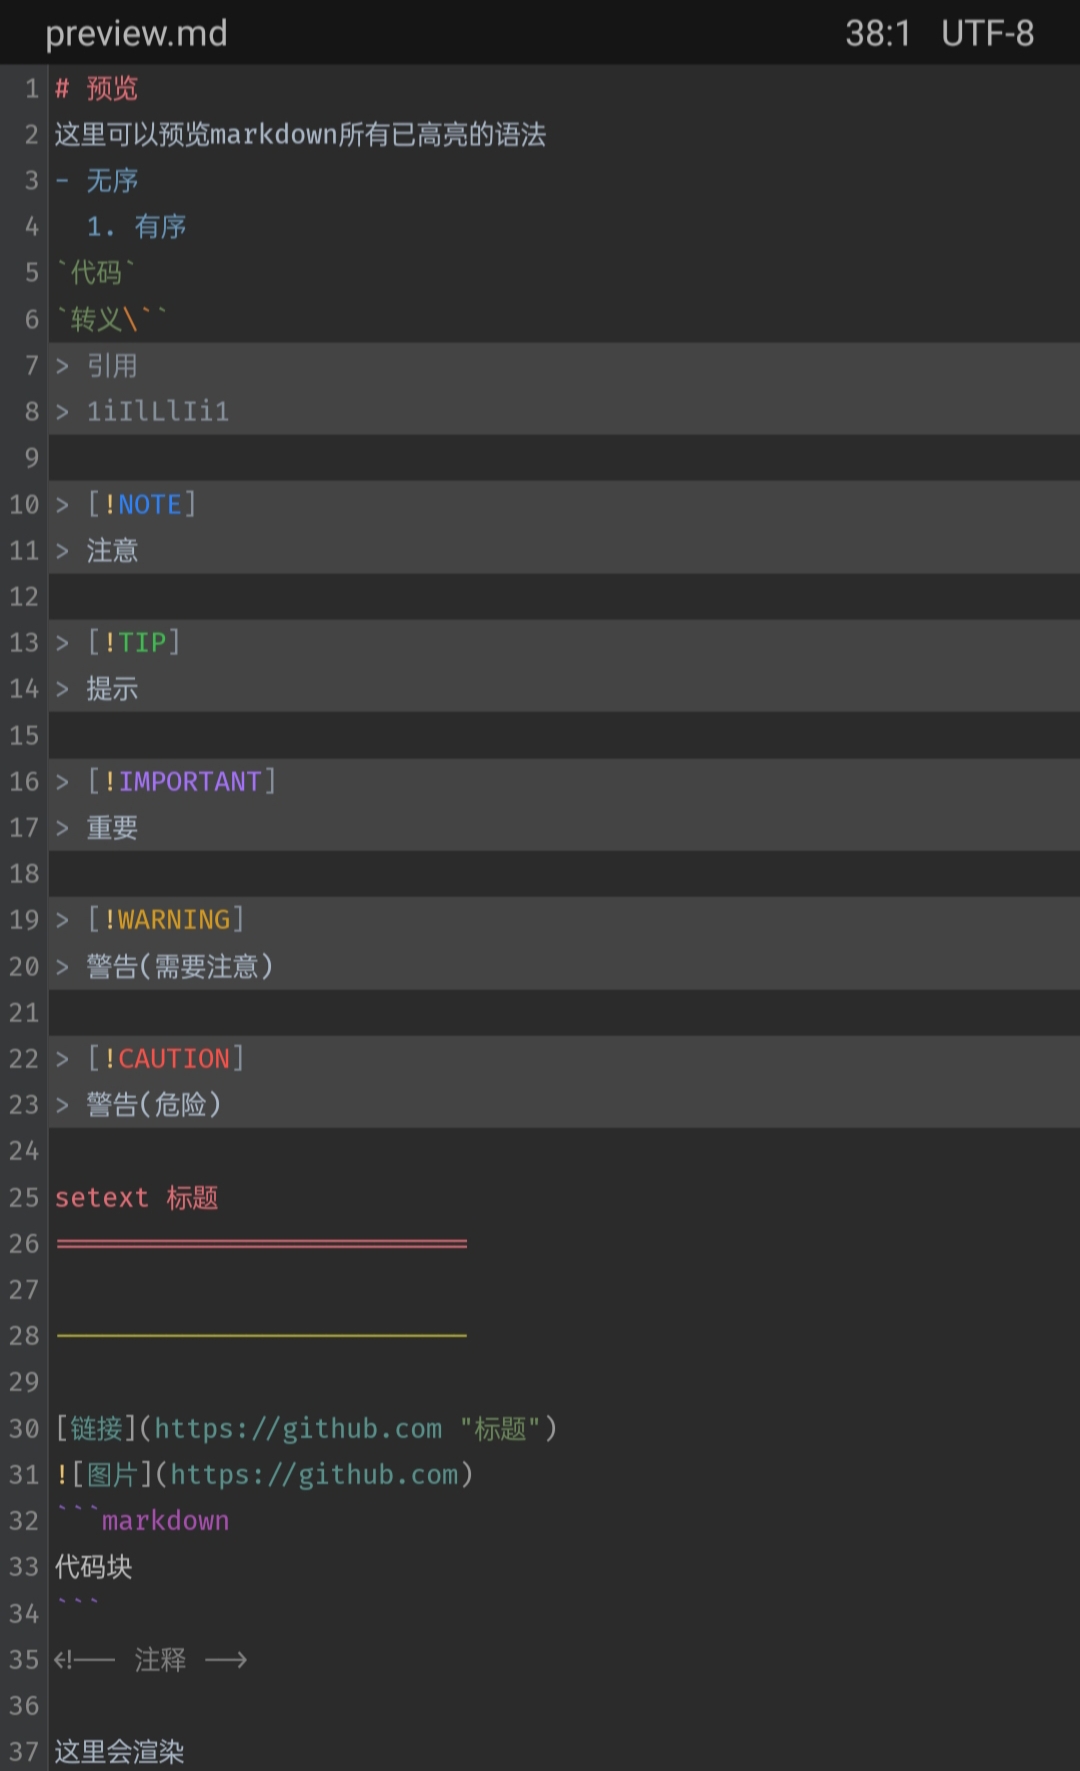 preview.md 38:1 UTF-8
1 # 预览
2 这里可以预览markdown所有已高亮的语法
3 - 无序
4   1. 有序
5 `代码`
6 `转义\``
7 > 引用
8 > 1iIlLlIi1
9
10 > [!NOTE]
11 > 注意
12
13 > [!TIP]
14 > 提示
15
16 > [!IMPORTANT]
17 > 重要
18
19 > [!WARNING]
20 > 警告(需要注意)
21
22 > [!CAUTION]
23 > 警告(危险)
24
25 setext 标题
26 ==========================
27
28 --------------------------
29
30 [链接](https://github.com "标题")
31 ![图片](https://github.com)
32 ```markdown
33 代码块
34 ```
35 <!-- 注释 -->
36
37 这里会渲染